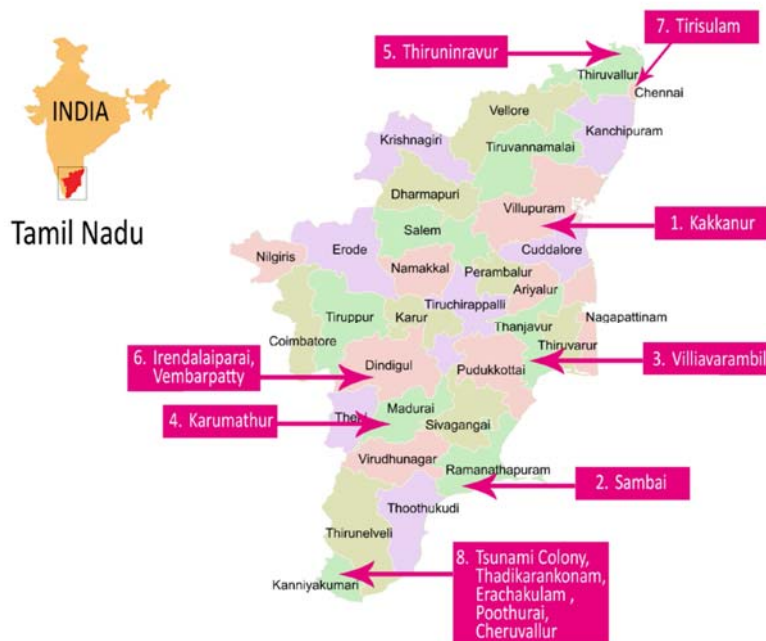 7. Tirisulam
5. Thiruninravur
Thiruvallur
Chennai
INDIA
Vellore
Kanchipuram
Krishnagiri
Tiruvannamalai
Dharmapuri
Tamil Nadu
Villupuram
1. Kakkanur
Salem
Cuddalore
Erode
Nilgiris
Namakkal
Perambalur
Ariyalur
Tiruchirappalli
Nagapattinam
Tiruppur
Karur
Thanjavur
Coimbatore
Thiruvarur
6. Irendalaiparai,
Vembarpatty
Dindigul
Pudukkottai
3. Villiavarambil
Madurai
4. Karumathur
Sivagangai
Virudhunagar
Ramanathapuram
2. Sambai
Thoothukudi
Thirunelveli
8. Tsunami Colony,
Thadikarankonam,
Erachakulam ,
Poothurai,
Cheruvallur
Kanniyakumari